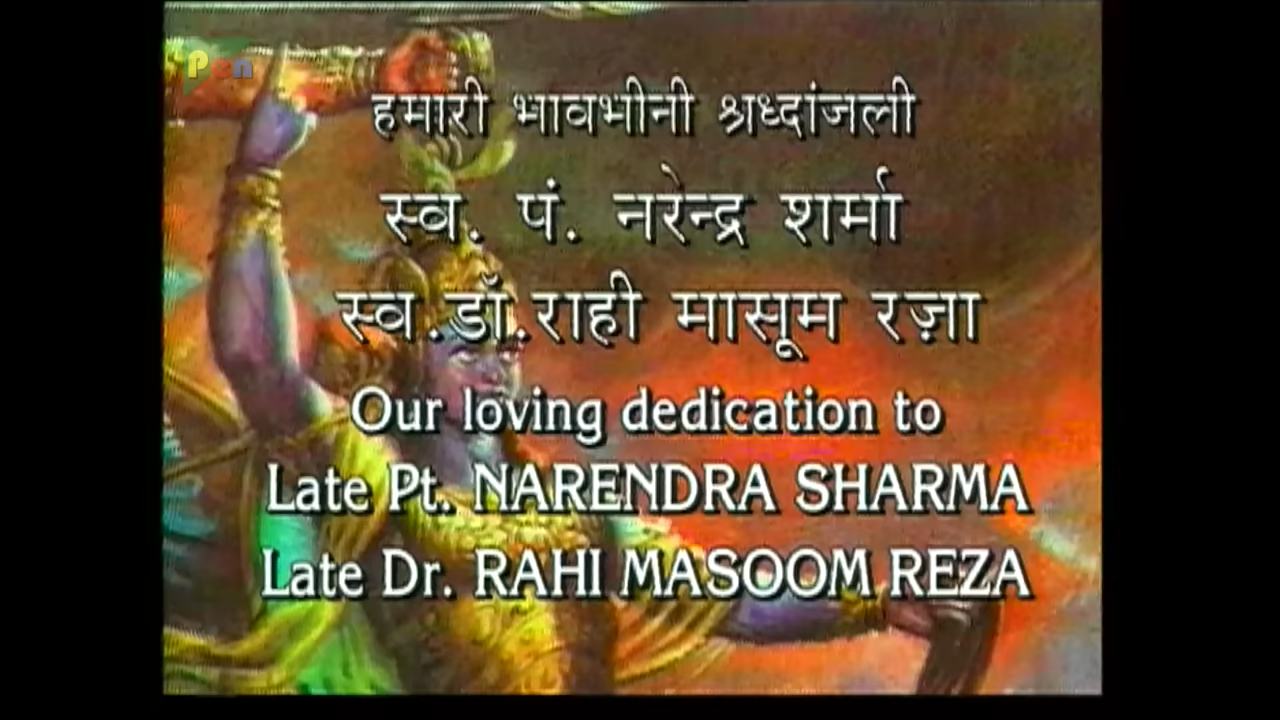 Pen
हमारी भावभीनी श्रध्दांजली
स्व. पं. नरेन्द्र शर्मा
स्व.डॉ.राही मासूम रज़ा
Our loving dedication to
Late Pt. NARENDRA SHARMA
Late Dr. RAHI MASOOM REZA